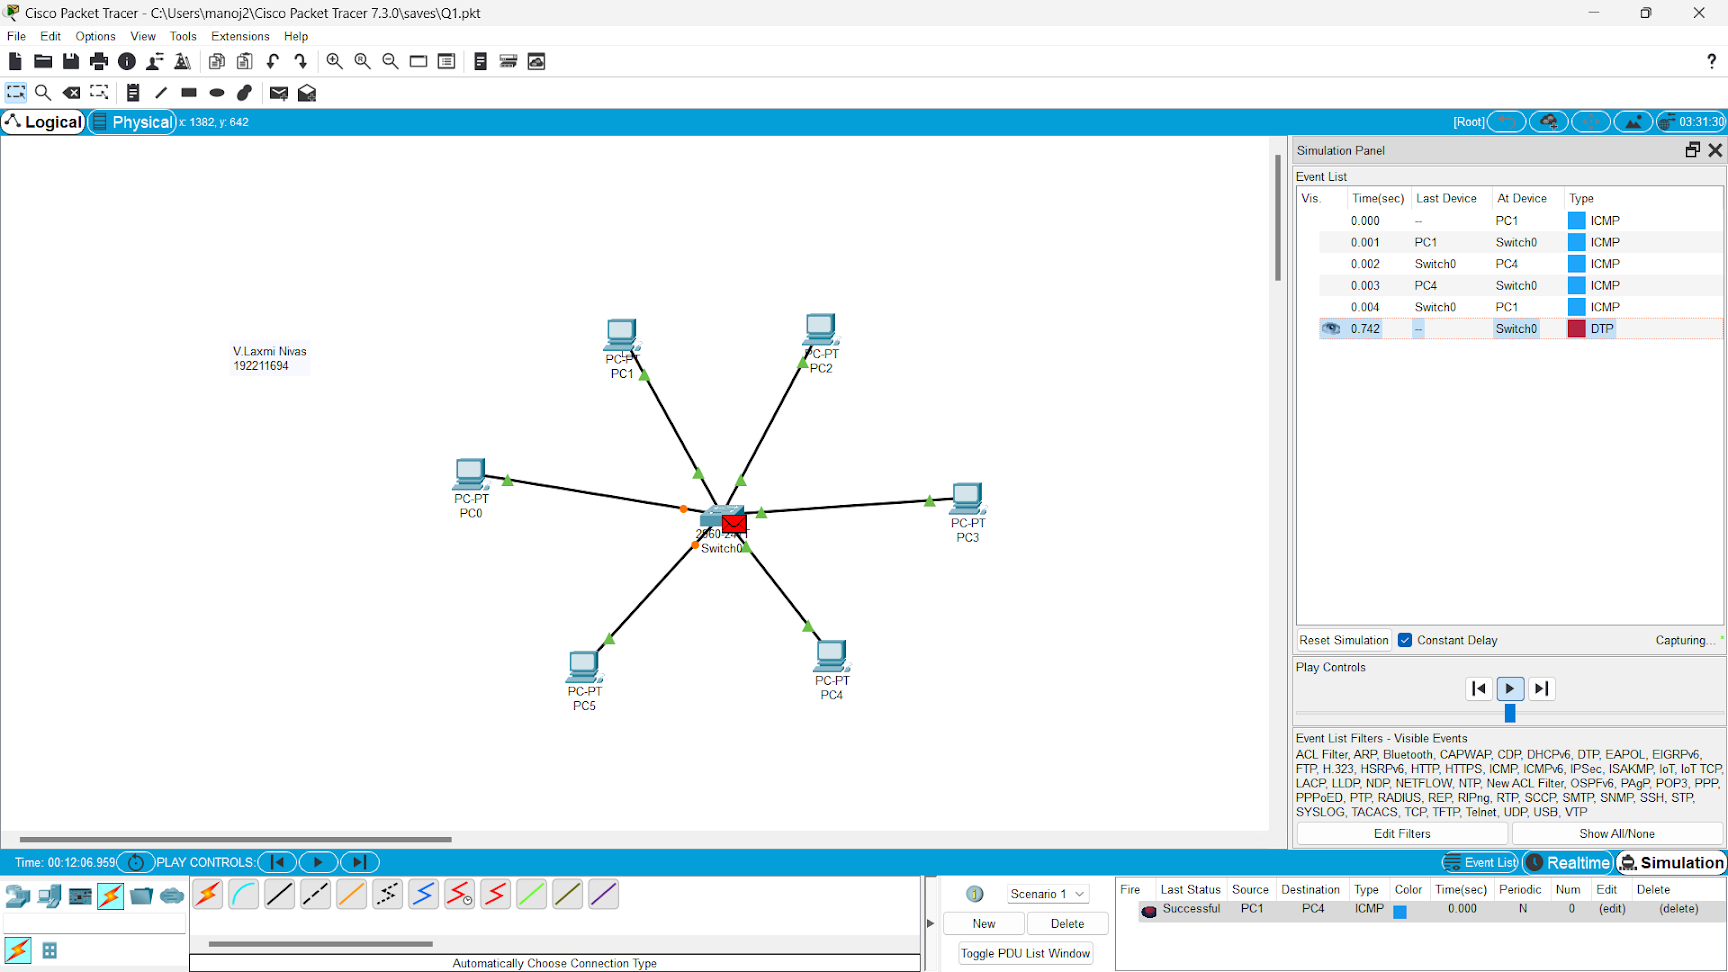 Cisco Packet Tracer - C:\Users\manoj2\Cisco Packet Tracer 7.3.0\saves\Q1.pkt
File Edit Options View Tools Extensions Help
?
Logical Physical x: 1382, y: 642 [Root] 03:31:30
Simulation Panel
Event List
Vis. Time(sec) Last Device At Device Type
0.000 -- PC1 ICMP
0.001 PC1 Switch0 ICMP
0.002 Switch0 PC4 ICMP
0.003 PC4 Switch0 ICMP
0.004 Switch0 PC1 ICMP
0.742 -- Switch0 DTP
V.Laxmi Nivas
192211694
PC-PT
PC1
PC-PT
PC2
PC-PT
PC0
PC-PT
PC3
2960-24TT
Switch0
PC-PT
PC5
PC-PT
PC4
Reset Simulation Constant Delay Capturing...
Play Controls
Event List Filters - Visible Events
ACL Filter, ARP, Bluetooth, CAPWAP, CDP, DHCPv6, DTP, EAPOL, EIGRPv6,
FTP, H.323, HSRPv6, HTTP, HTTPS, ICMP, ICMPv6, IPSec, ISAKMP, IoT, IoT TCP,
LACP, LLDP, NDP, NETFLOW, NTP, New ACL Filter, OSPFv6, PAgP, POP3, PPP,
PPPoED, PTP, RADIUS, REP, RIPng, RTP, SCCP, SMTP, SNMP, SSH, STP,
SYSLOG, TACACS, TCP, TFTP, Telnet, UDP, USB, VTP
Edit Filters Show All/None
Time: 00:12:06.959 PLAY CONTROLS: Event List Realtime Simulation
1 Scenario 1
New Delete
Toggle PDU List Window
Fire Last Status Source Destination Type Color Time(sec) Periodic Num Edit Delete
Successful PC1 PC4 ICMP 0.000 N 0 (edit) (delete)
Automatically Choose Connection Type